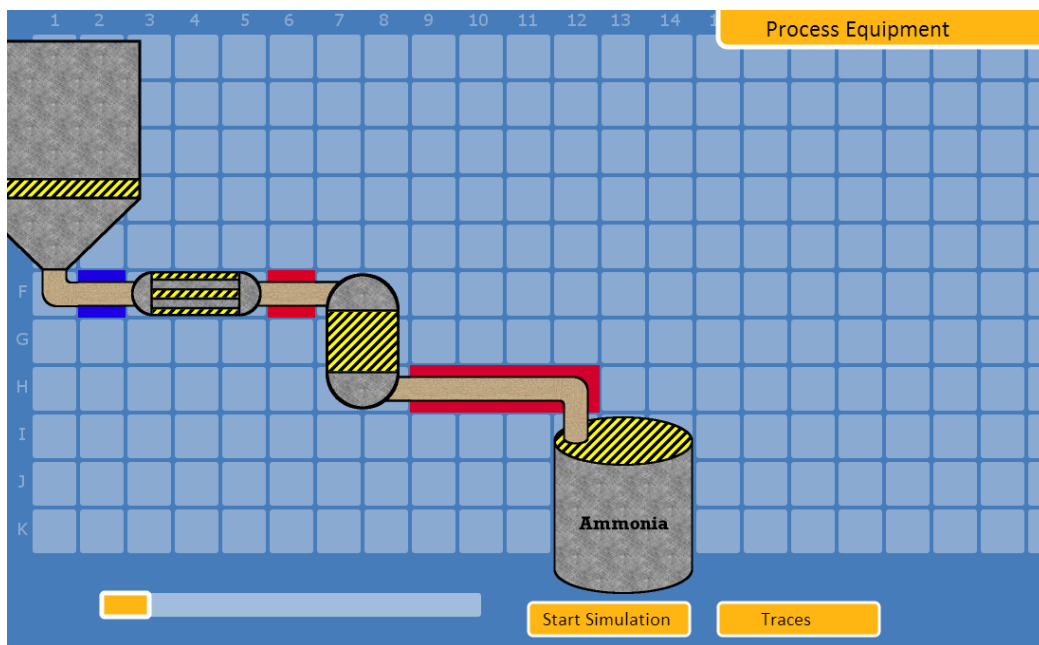 1 2 3 4 5 6 7 8 9 10 11 12 13 14
Process Equipment
F
G
H
I
J
K
Ammonia
Start Simulation
Traces